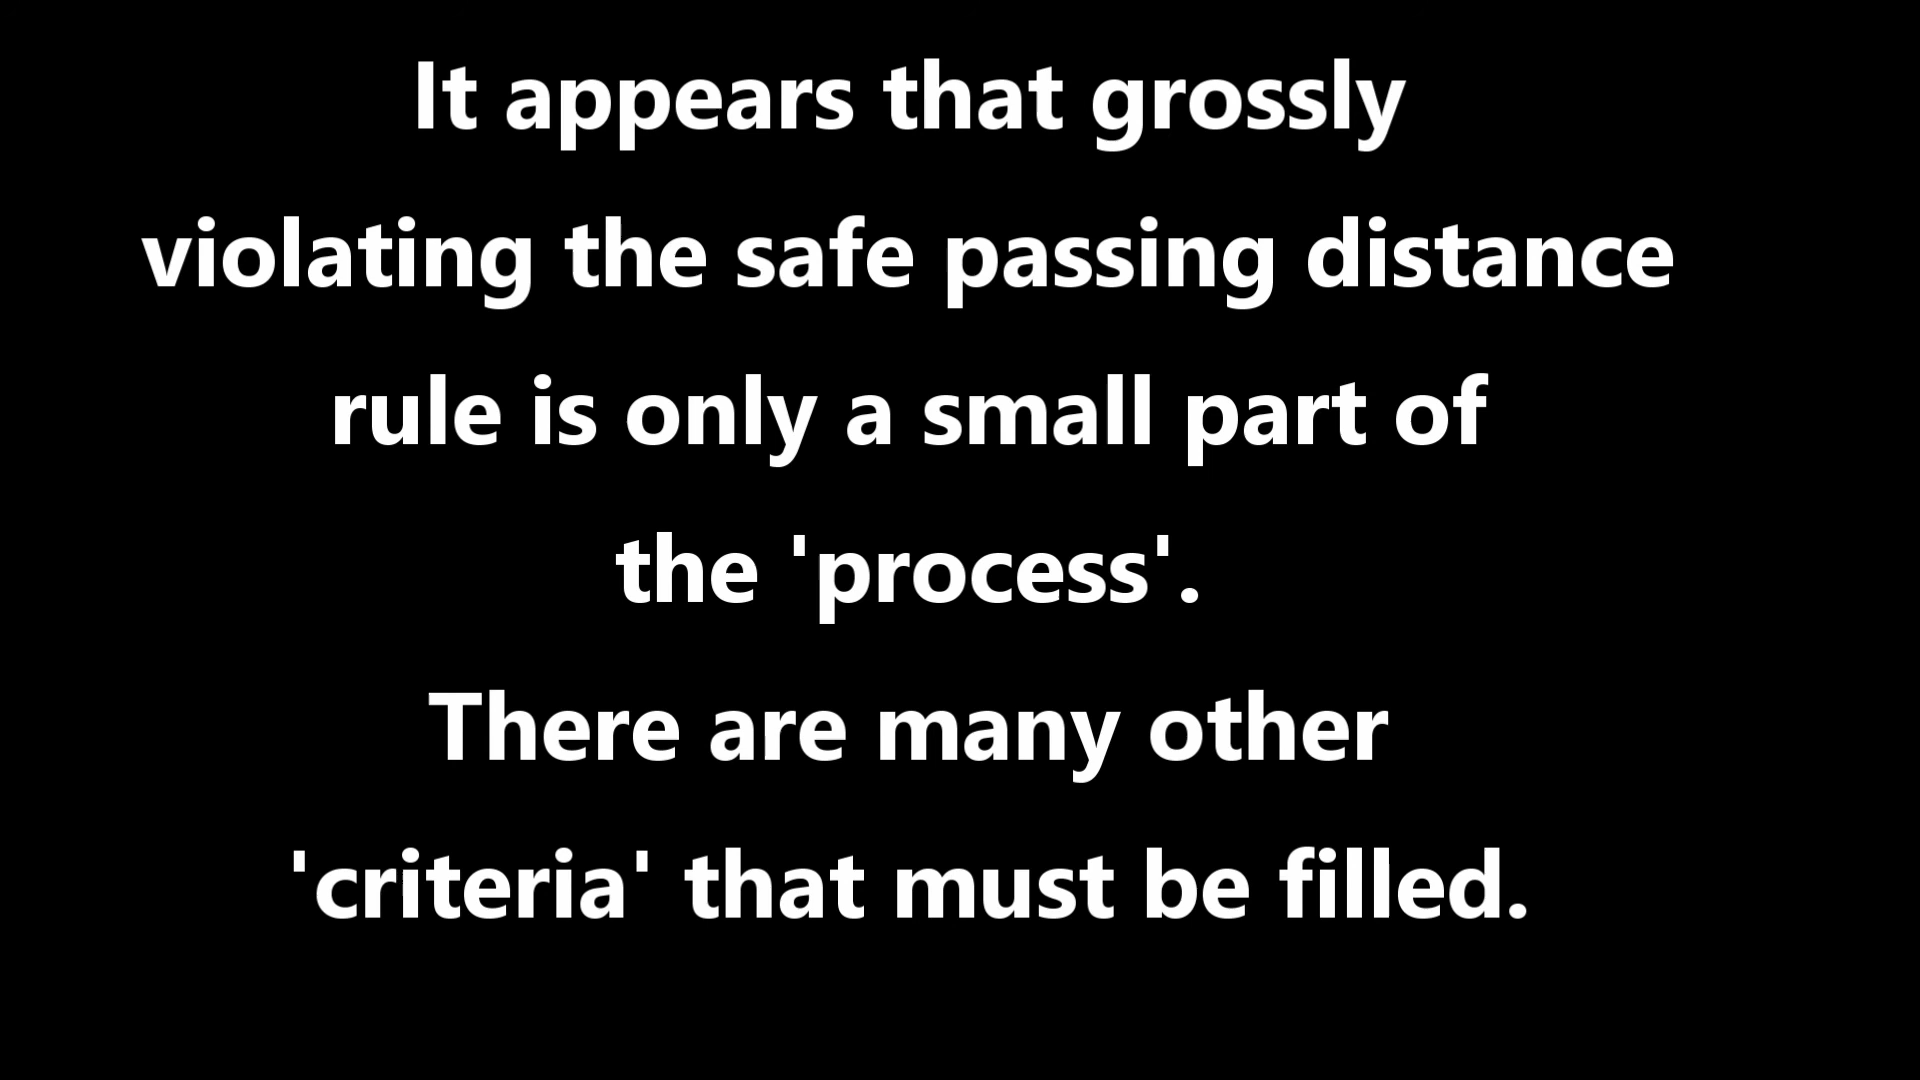 It appears that grossly
violating the safe passing distance
rule is only a small part of
the 'process'.
There are many other
'criteria' that must be filled.